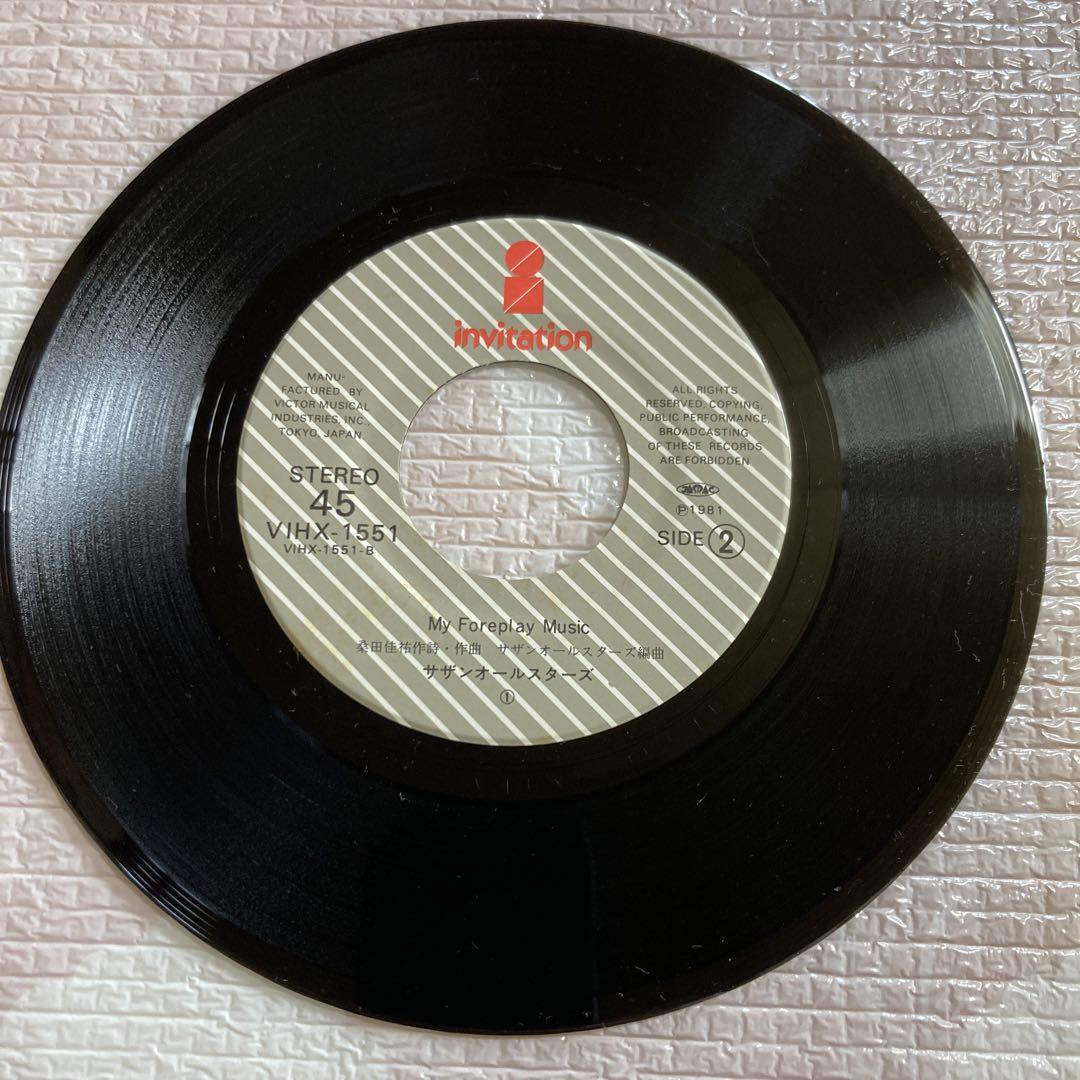 invitation
MANU-
FACTURED BY
VICTOR MUSICAL
INDUSTRIES, INC.,
TOKYO, JAPAN
ALL RIGHTS
RESERVED, COPYING,
PUBLIC PERFORMANCE,
BROADCASTING
OF THESE RECORDS
ARE FORBIDDEN
STEREO
45
VIHX-1551
VIHX-1551-B
JASRAC
℗1981
SIDE ②
My Foreplay Music
桑田佳祐作詩・作曲 サザンオールスターズ編曲
サザンオールスターズ
①